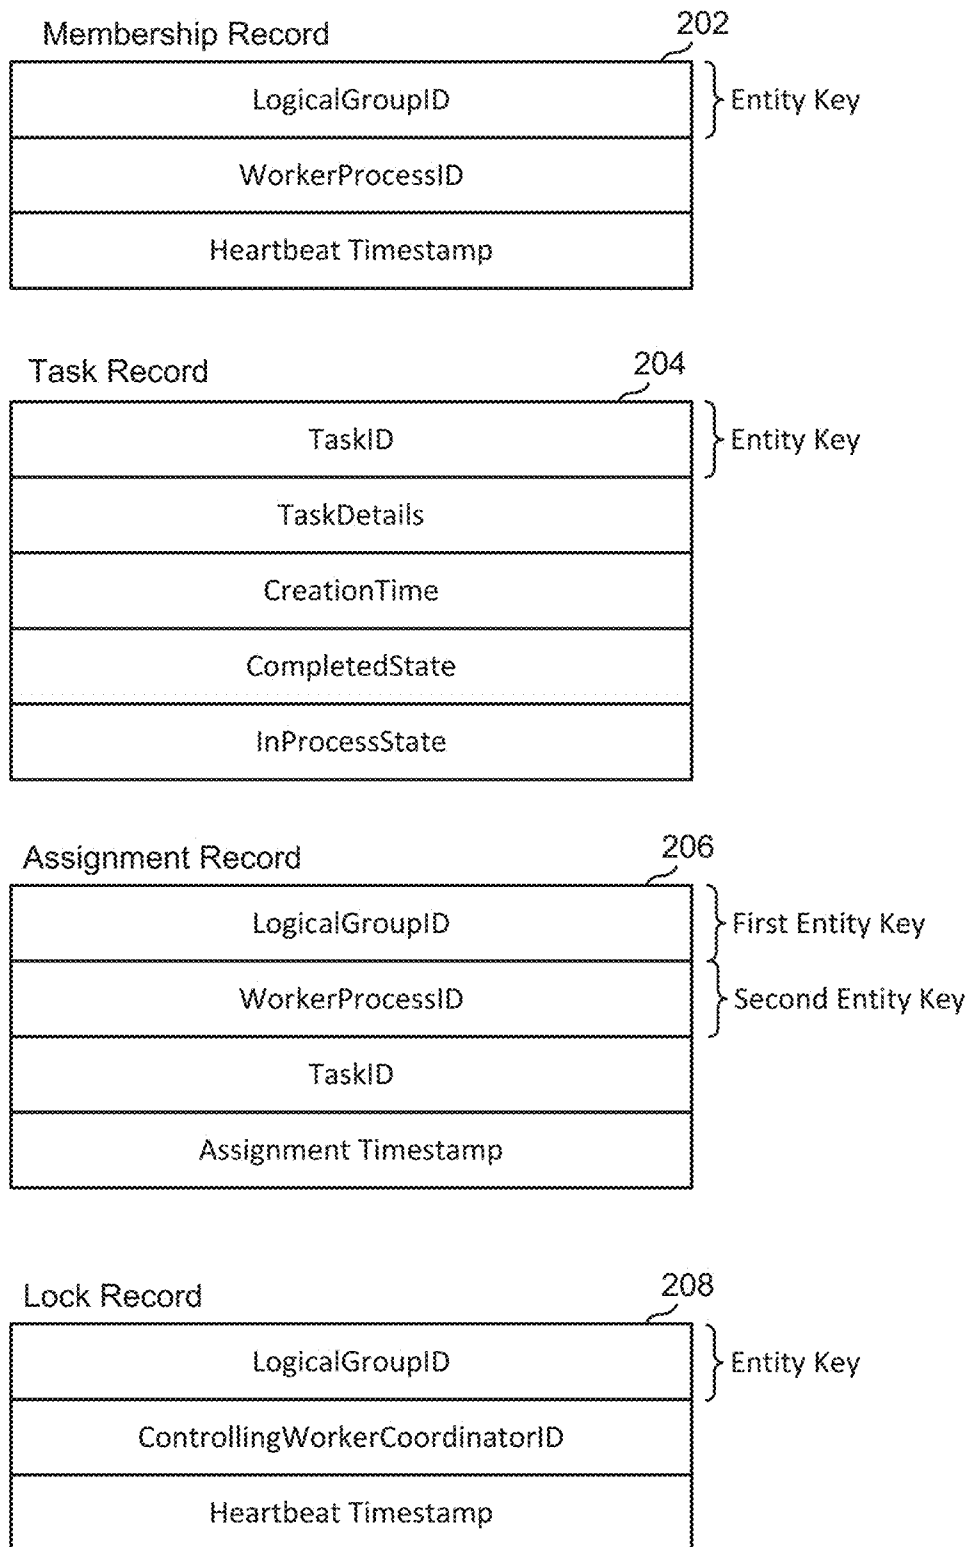 Membership Record
202
LogicalGroupID
Entity Key
WorkerProcessID
Heartbeat Timestamp
Task Record
204
TaskID
Entity Key
TaskDetails
CreationTime
CompletedState
InProcessState
Assignment Record
206
LogicalGroupID
First Entity Key
WorkerProcessID
Second Entity Key
TaskID
Assignment Timestamp
Lock Record
208
LogicalGroupID
Entity Key
ControllingWorkerCoordinatorID
Heartbeat Timestamp